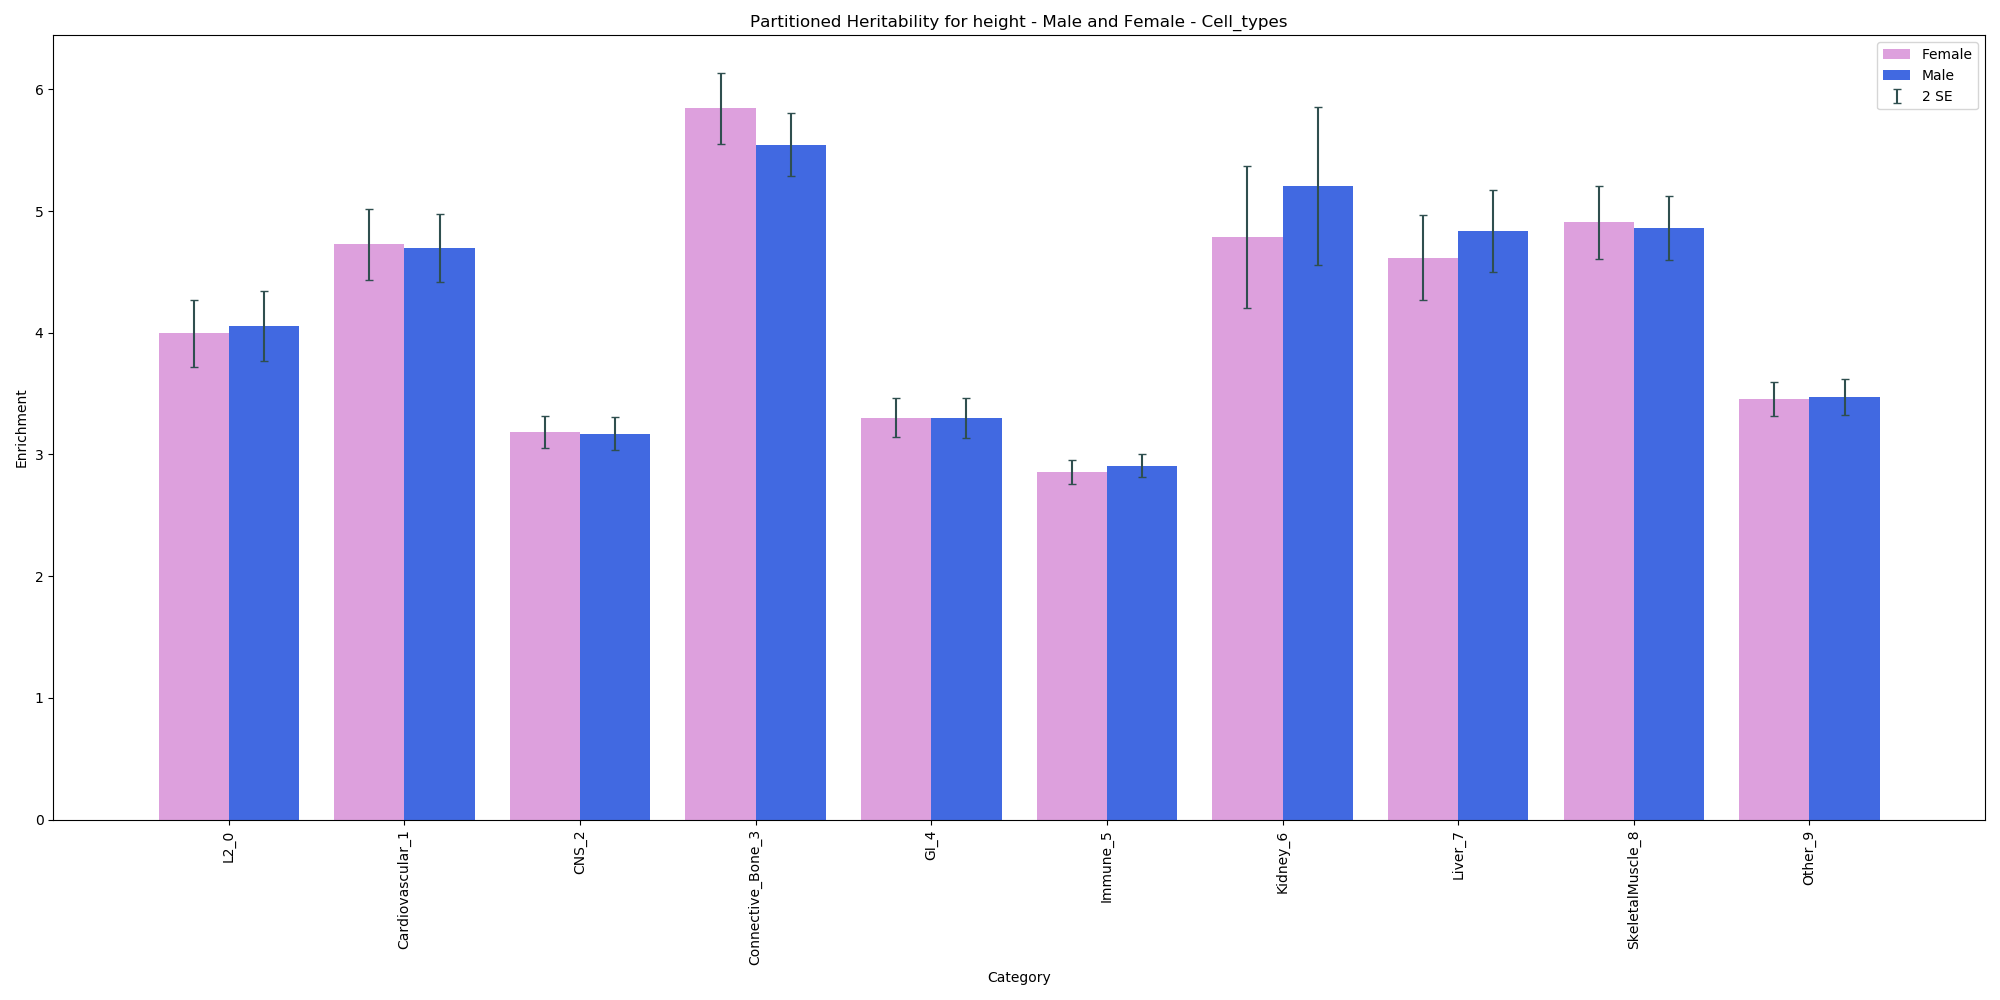 Partitioned Heritability for height - Male and Female - Cell_types
Female
Male
2 SE
Enrichment
6
5
4
3
2
1
0
L2_0
Cardiovascular_1
CNS_2
Connective_Bone_3
GI_4
Immune_5
Kidney_6
Liver_7
SkeletalMuscle_8
Other_9
Category